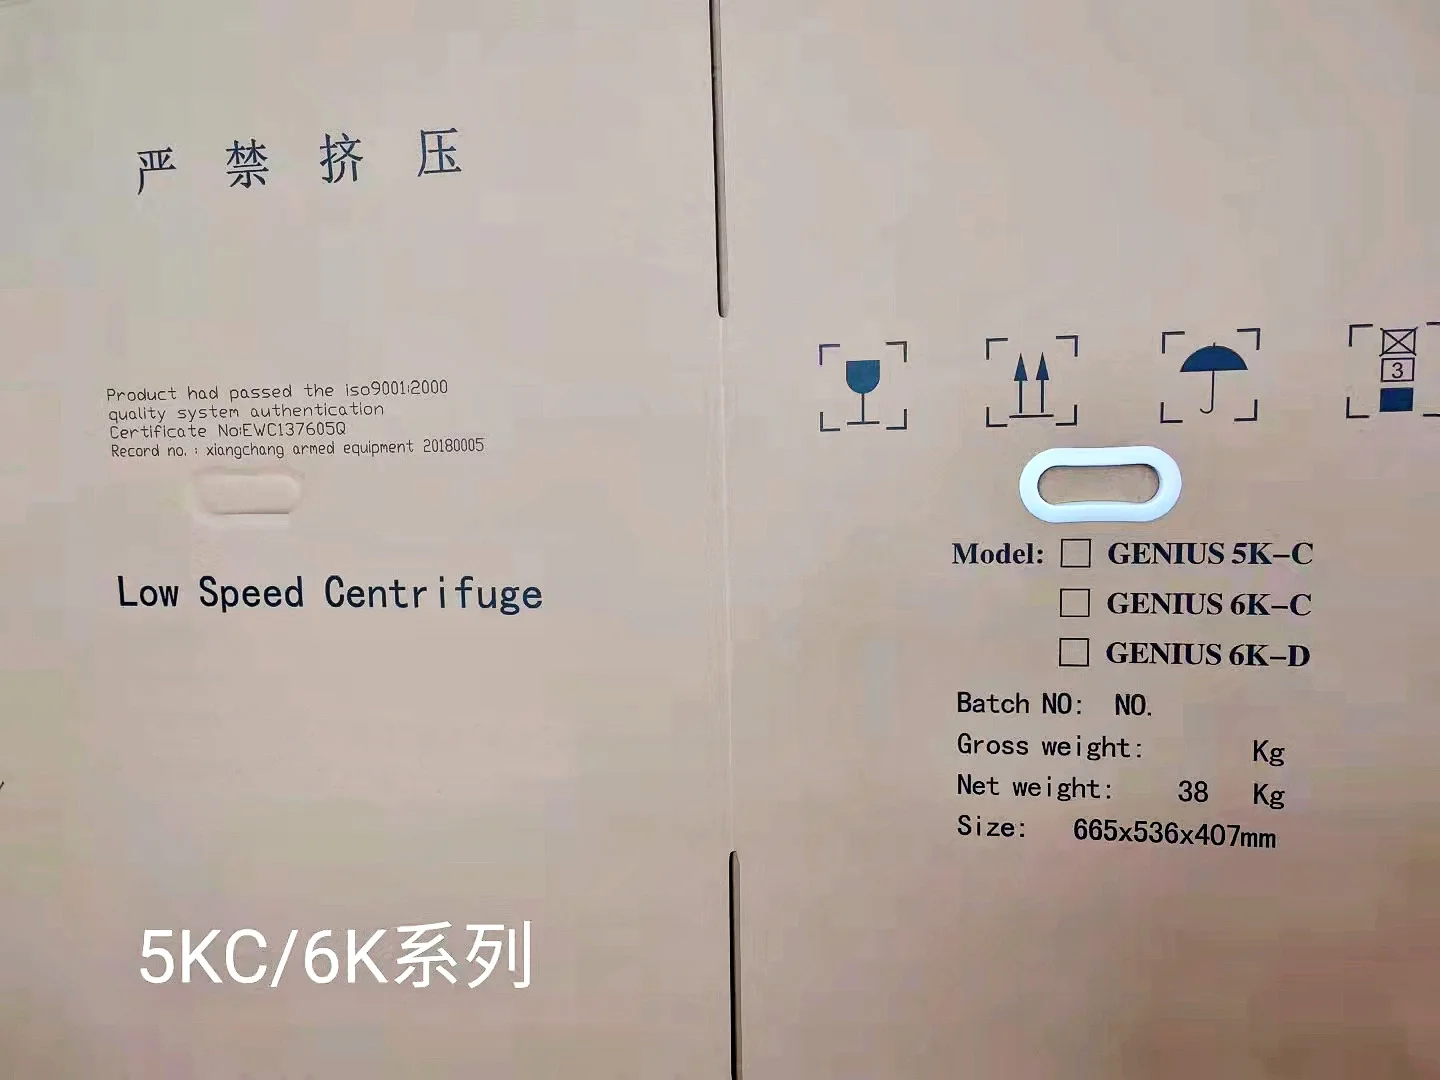 严禁挤压
Product had passed the iso9001:2000
quality system authentication
Certificate No:EWC137605Q
Record no. : xiangchang armed equipment 20180005
Low Speed Centrifuge
5KC/6K系列
3
Model: □ GENIUS 5K-C
□ GENIUS 6K-C
□ GENIUS 6K-D
Batch NO: NO.
Gross weight: Kg
Net weight: 38 Kg
Size: 665x536x407mm